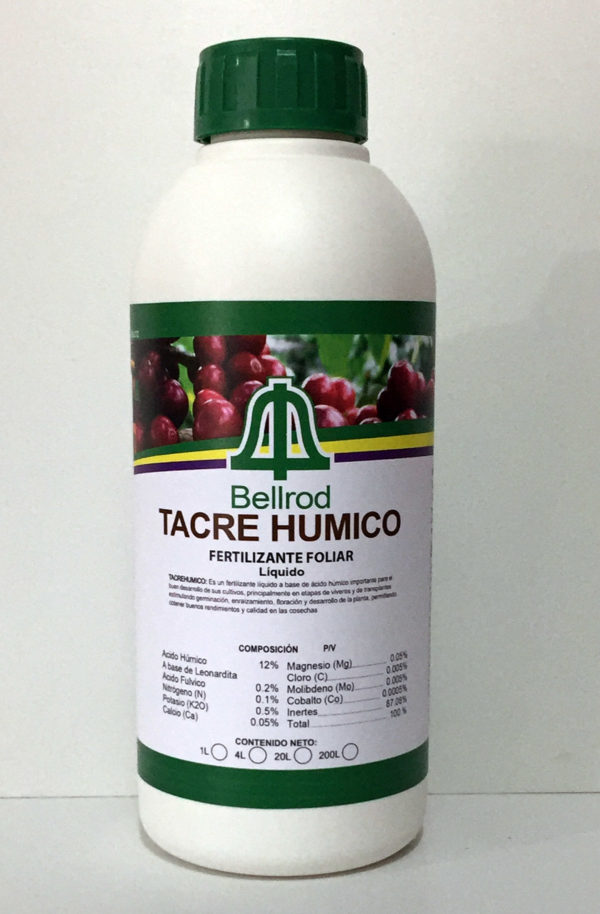 Bellrod
TACRE HUMICO
FERTILIZANTE FOLIAR
Líquido
TACREHUMICO: Es un fertilizante líquido a base de ácido húmico importante para el
buen desarrollo de sus cultivos, principalmente en etapas de viveros y de transplantes
estimulando germinación, enraizamiento, floración y desarrollo de la planta, permitiendo
obtener buenos rendimientos y calidad en las cosechas
COMPOSICIÓN P/V
Acido Húmico 12%
A base de Leonardita
Acido Fulvico 0.2%
Nitrógeno (N) 0.1%
Potasio (K2O) 0.5%
Calcio (Ca) 0.05%
Magnesio (Mg) 0.05%
Cloro (C) 0.005%
Molibdeno (Mo) 0.005%
Cobalto (Co) 0.0005%
Inertes 87.08%
Total 100 %
CONTENIDO NETO:
1L 4L 20L 200L